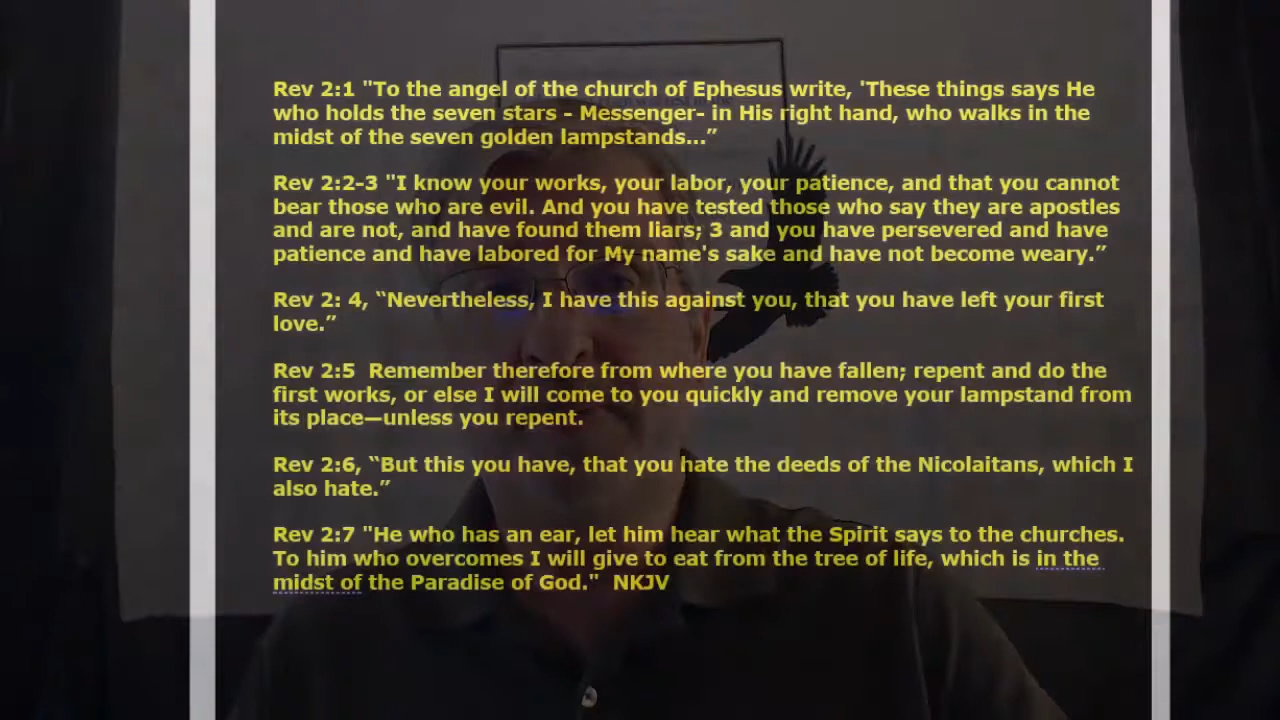 Rev 2:1 "To the angel of the church of Ephesus write, 'These things says He
who holds the seven stars - Messenger- in His right hand, who walks in the
midst of the seven golden lampstands...”
Rev 2:2-3 "I know your works, your labor, your patience, and that you cannot
bear those who are evil. And you have tested those who say they are apostles
and are not, and have found them liars; 3 and you have persevered and have
patience and have labored for My name's sake and have not become weary.”
Rev 2: 4, “Nevertheless, I have this against you, that you have left your first
love.”
Rev 2:5  Remember therefore from where you have fallen; repent and do the
first works, or else I will come to you quickly and remove your lampstand from
its place—unless you repent.
Rev 2:6, “But this you have, that you hate the deeds of the Nicolaitans, which I
also hate.”
Rev 2:7 "He who has an ear, let him hear what the Spirit says to the churches.
To him who overcomes I will give to eat from the tree of life, which is in the
midst of the Paradise of God."  NKJV